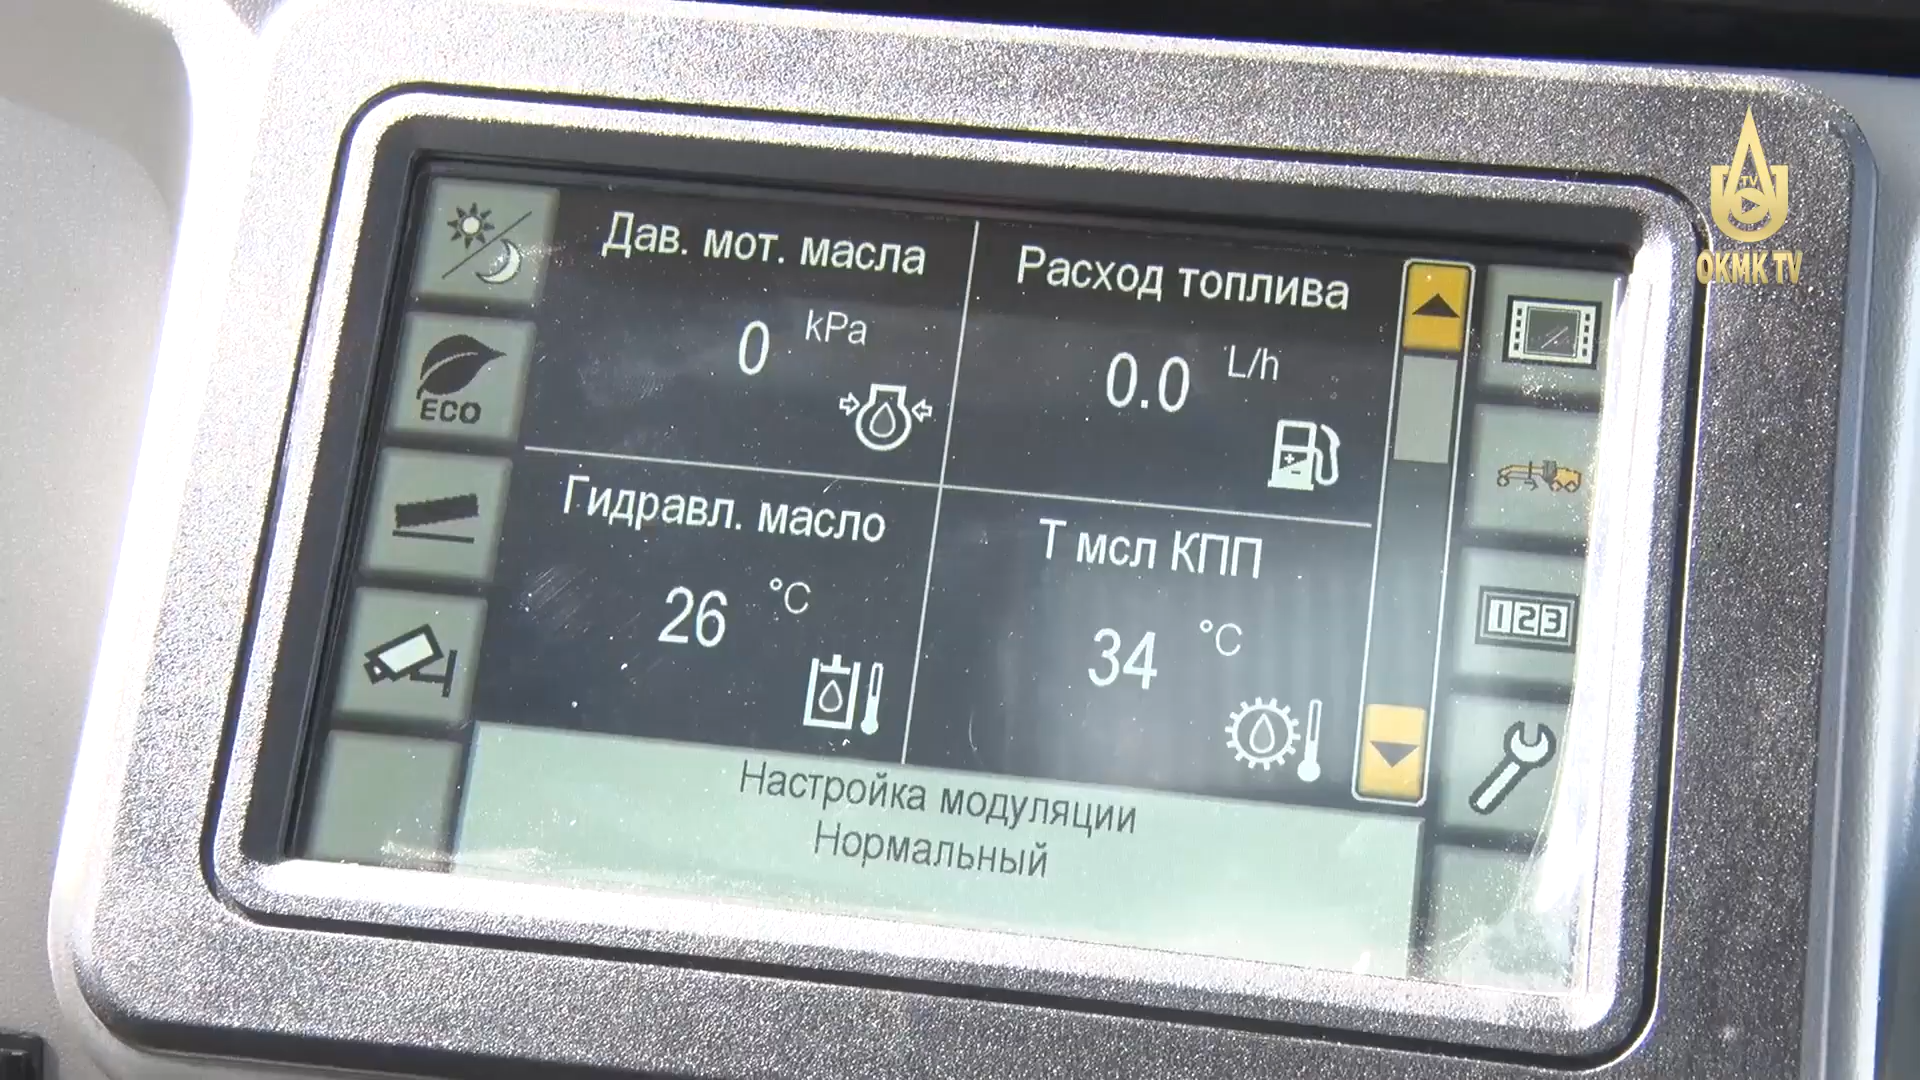 Дав. мот. масла
0 kPa
Расход топлива
0.0 L/h
ECO
Гидравл. масло
26 °C
Т мсл КПП
34 °C
123
Настройка модуляции
Нормальный
TV
OKMK TV